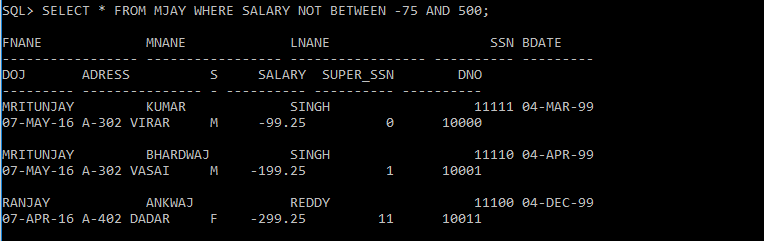 SQL> SELECT * FROM MJAY WHERE SALARY NOT BETWEEN -75 AND 500;
FNANE MNANE LNANE SSN BDATE
---------------- ---------------- ---------------- ---------- ---------
DOJ ADRESS S SALARY SUPER_SSN DNO
--------- --------------- - ---------- ---------- ----------
MRITUNJAY KUMAR SINGH 11111 04-MAR-99
07-MAY-16 A-302 VIRAR M -99.25 0 10000
MRITUNJAY BHARDWAJ SINGH 11110 04-APR-99
07-MAY-16 A-302 VASAI M -199.25 1 10001
RANJAY ANKWAJ REDDY 11100 04-DEC-99
07-APR-16 A-402 DADAR F -299.25 11 10011